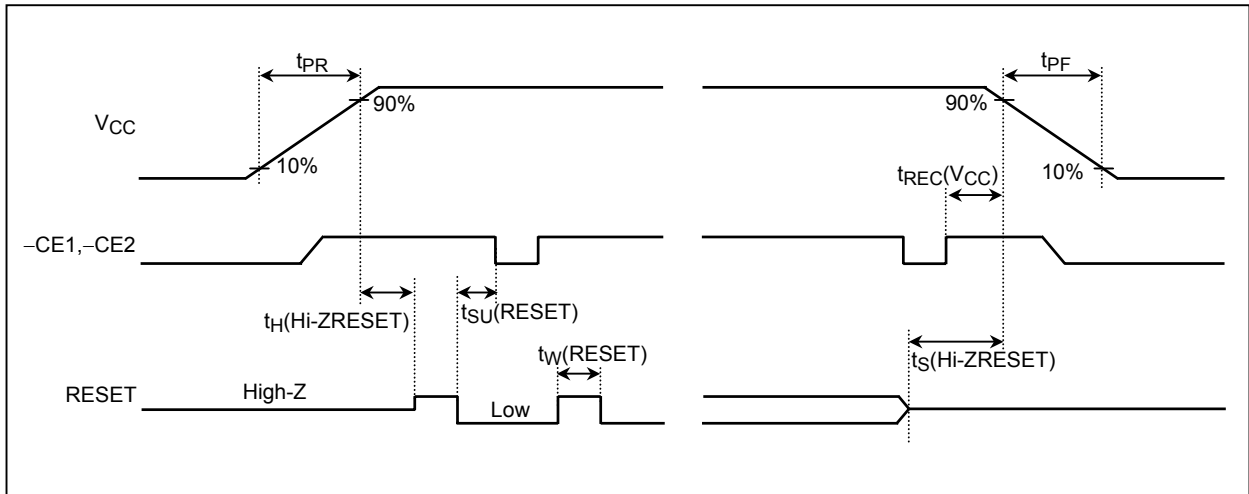 tPR
tPF
90%
90%
VCC
10%
10%
tREC(VCC)
–CE1,–CE2
tH(Hi-ZRESET)
tSU(RESET)
tW(RESET)
tS(Hi-ZRESET)
RESET
High-Z
Low